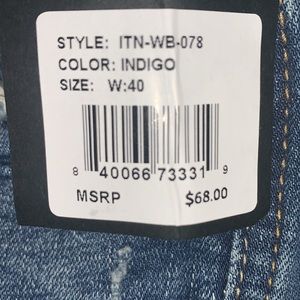 STYLE: ITN-WB-078
COLOR: INDIGO
SIZE: W:40
8 40066 73331 9
MSRP $68.00